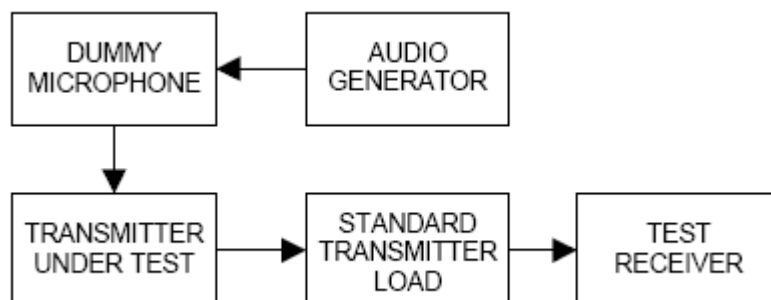 DUMMY
MICROPHONE
AUDIO
GENERATOR
TRANSMITTER
UNDER TEST
STANDARD
TRANSMITTER
LOAD
TEST
RECEIVER